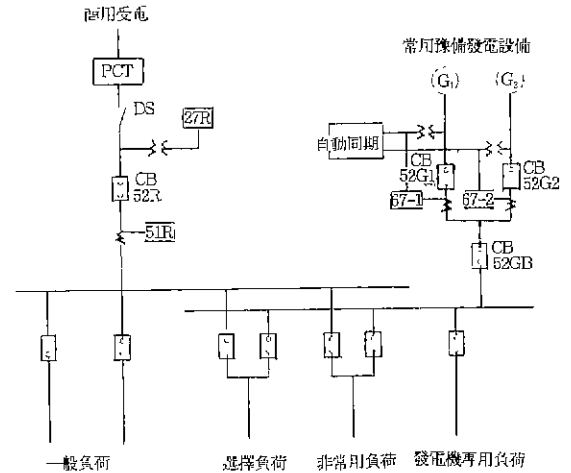 商用受電
常用豫備發電設備
PCT
(G₁)
(G₂)
DS
27R
自動同期
CB
52R
CB
52G1
CB
52G2
67-1
67-2
51R
CB
52GB
一般負荷
選擇負荷
非常用負荷
發電機專用負荷